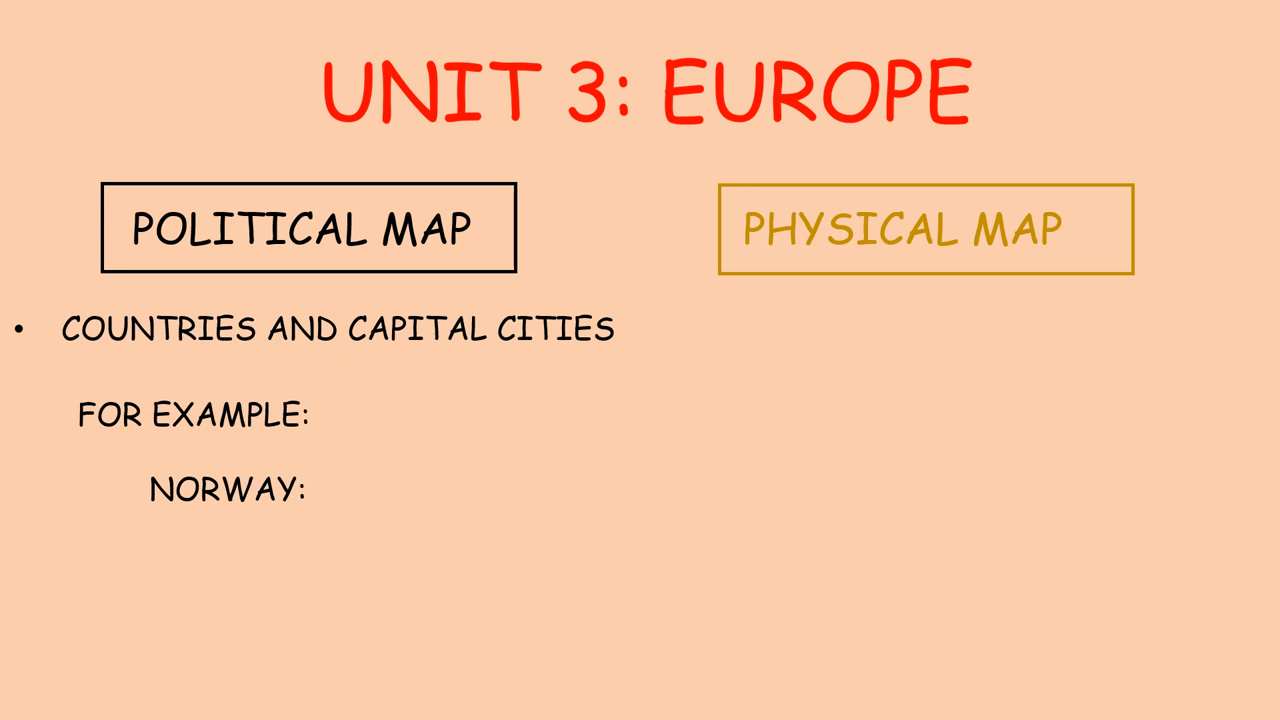 UNIT 3: EUROPE
POLITICAL MAP
PHYSICAL MAP
• COUNTRIES AND CAPITAL CITIES
FOR EXAMPLE:
NORWAY: